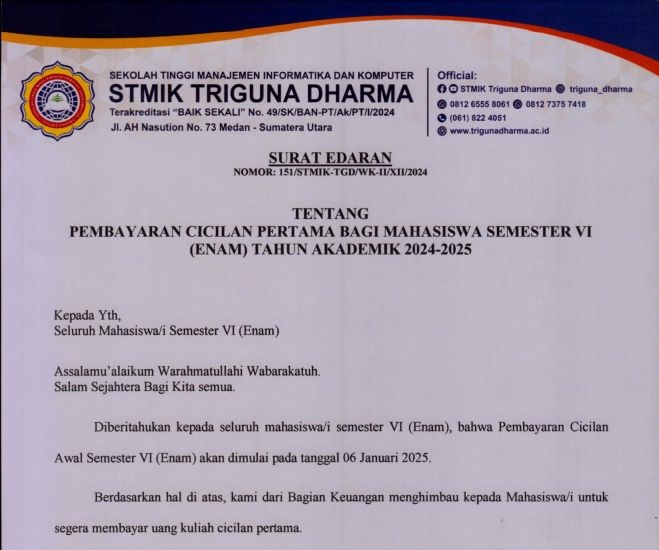 SEKOLAH TINGGI MANAJEMEN INFORMATIKA DAN KOMPUTER
STMIK TRIGUNA DHARMA
Terakreditasi "BAIK SEKALI" No. 49/SK/BAN-PT/Ak/PT/I/2024
Jl. AH Nasution No. 73 Medan - Sumatera Utara
Official:
STMIK Triguna Dharma triguna_dharma
0812 6555 8061 0812 7375 7418
(061) 822 4051
www.trigunadharma.ac.id
SURAT EDARAN
NOMOR: 151/STMIK-TGD/WK-II/XII/2024
TENTANG
PEMBAYARAN CICILAN PERTAMA BAGI MAHASISWA SEMESTER VI
(ENAM) TAHUN AKADEMIK 2024-2025
Kepada Yth,
Seluruh Mahasiswa/i Semester VI (Enam)
Assalamu'alaikum Warahmatullahi Wabarakatuh.
Salam Sejahtera Bagi Kita semua.
Diberitahukan kepada seluruh mahasiswa/i semester VI (Enam), bahwa Pembayaran Cicilan
Awal Semester VI (Enam) akan dimulai pada tanggal 06 Januari 2025.
Berdasarkan hal di atas, kami dari Bagian Keuangan menghimbau kepada Mahasiswa/i untuk
segera membayar uang kuliah cicilan pertama.